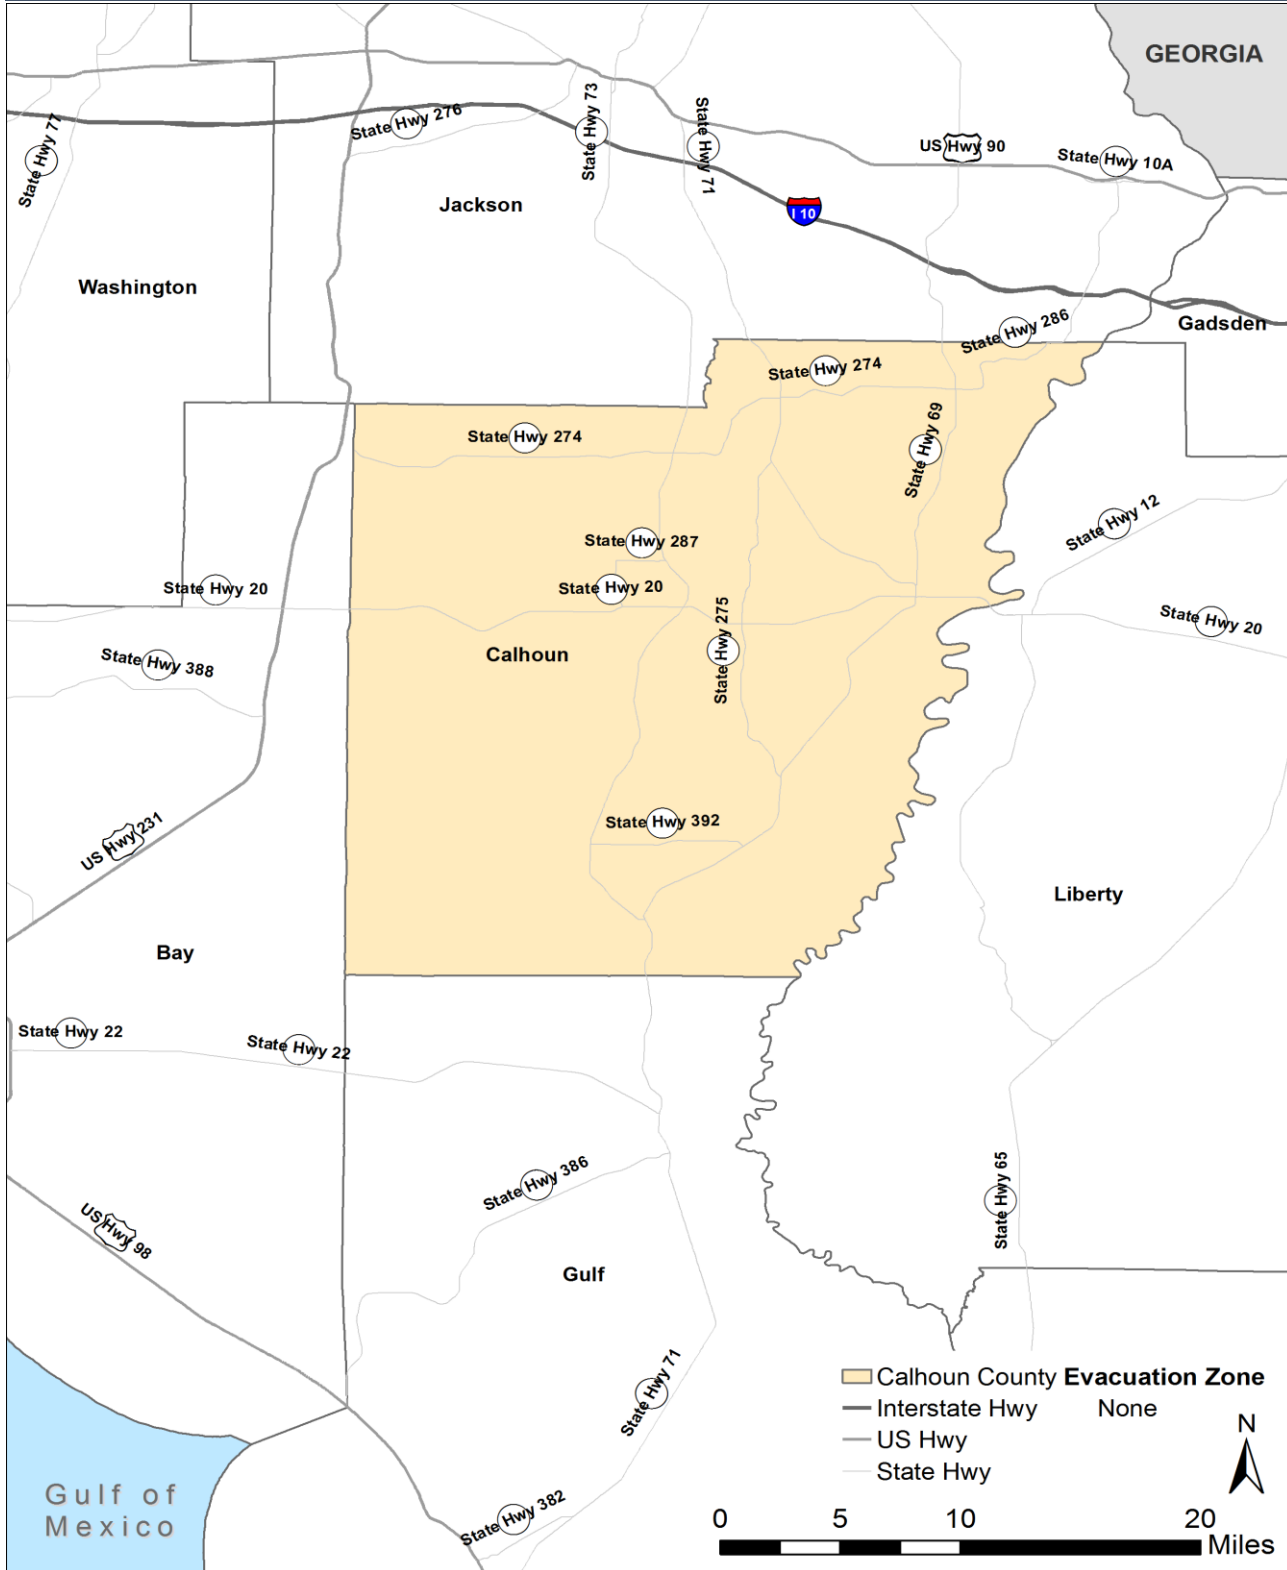 GEORGIA
State Hwy 77
State Hwy 276
State Hwy 73
State Hwy 71
US Hwy 90
State Hwy 10A
I 10
Jackson
Washington
Gadsden
State Hwy 286
State Hwy 274
State Hwy 274
State Hwy 69
State Hwy 12
State Hwy 287
State Hwy 20
State Hwy 20
State Hwy 275
State Hwy 20
Calhoun
State Hwy 388
US Hwy 231
State Hwy 392
Liberty
Bay
State Hwy 22
State Hwy 22
State Hwy 386
State Hwy 65
US Hwy 98
Gulf
State Hwy 71
State Hwy 382
Gulf of
Mexico
Calhoun County Evacuation Zone
Interstate Hwy None
US Hwy
State Hwy
N
0 5 10 20
Miles